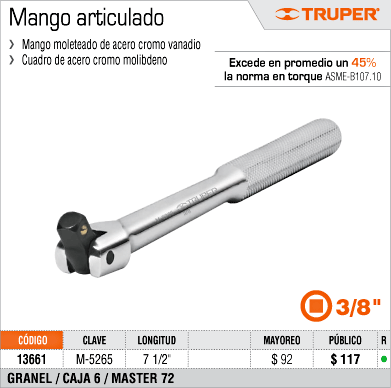 Mango articulado
TRUPER®
❯ Mango moleteado de acero cromo vanadio
❯ Cuadro de acero cromo molibdeno
Excede en promedio un 45%
la norma en torque ASME-B107.10
TRUPER
3/8"
CÓDIGO CLAVE LONGITUD MAYOREO PÚBLICO R
13661 M-5265 7 1/2" $ 92 $ 117 ●
GRANEL / CAJA 6 / MASTER 72